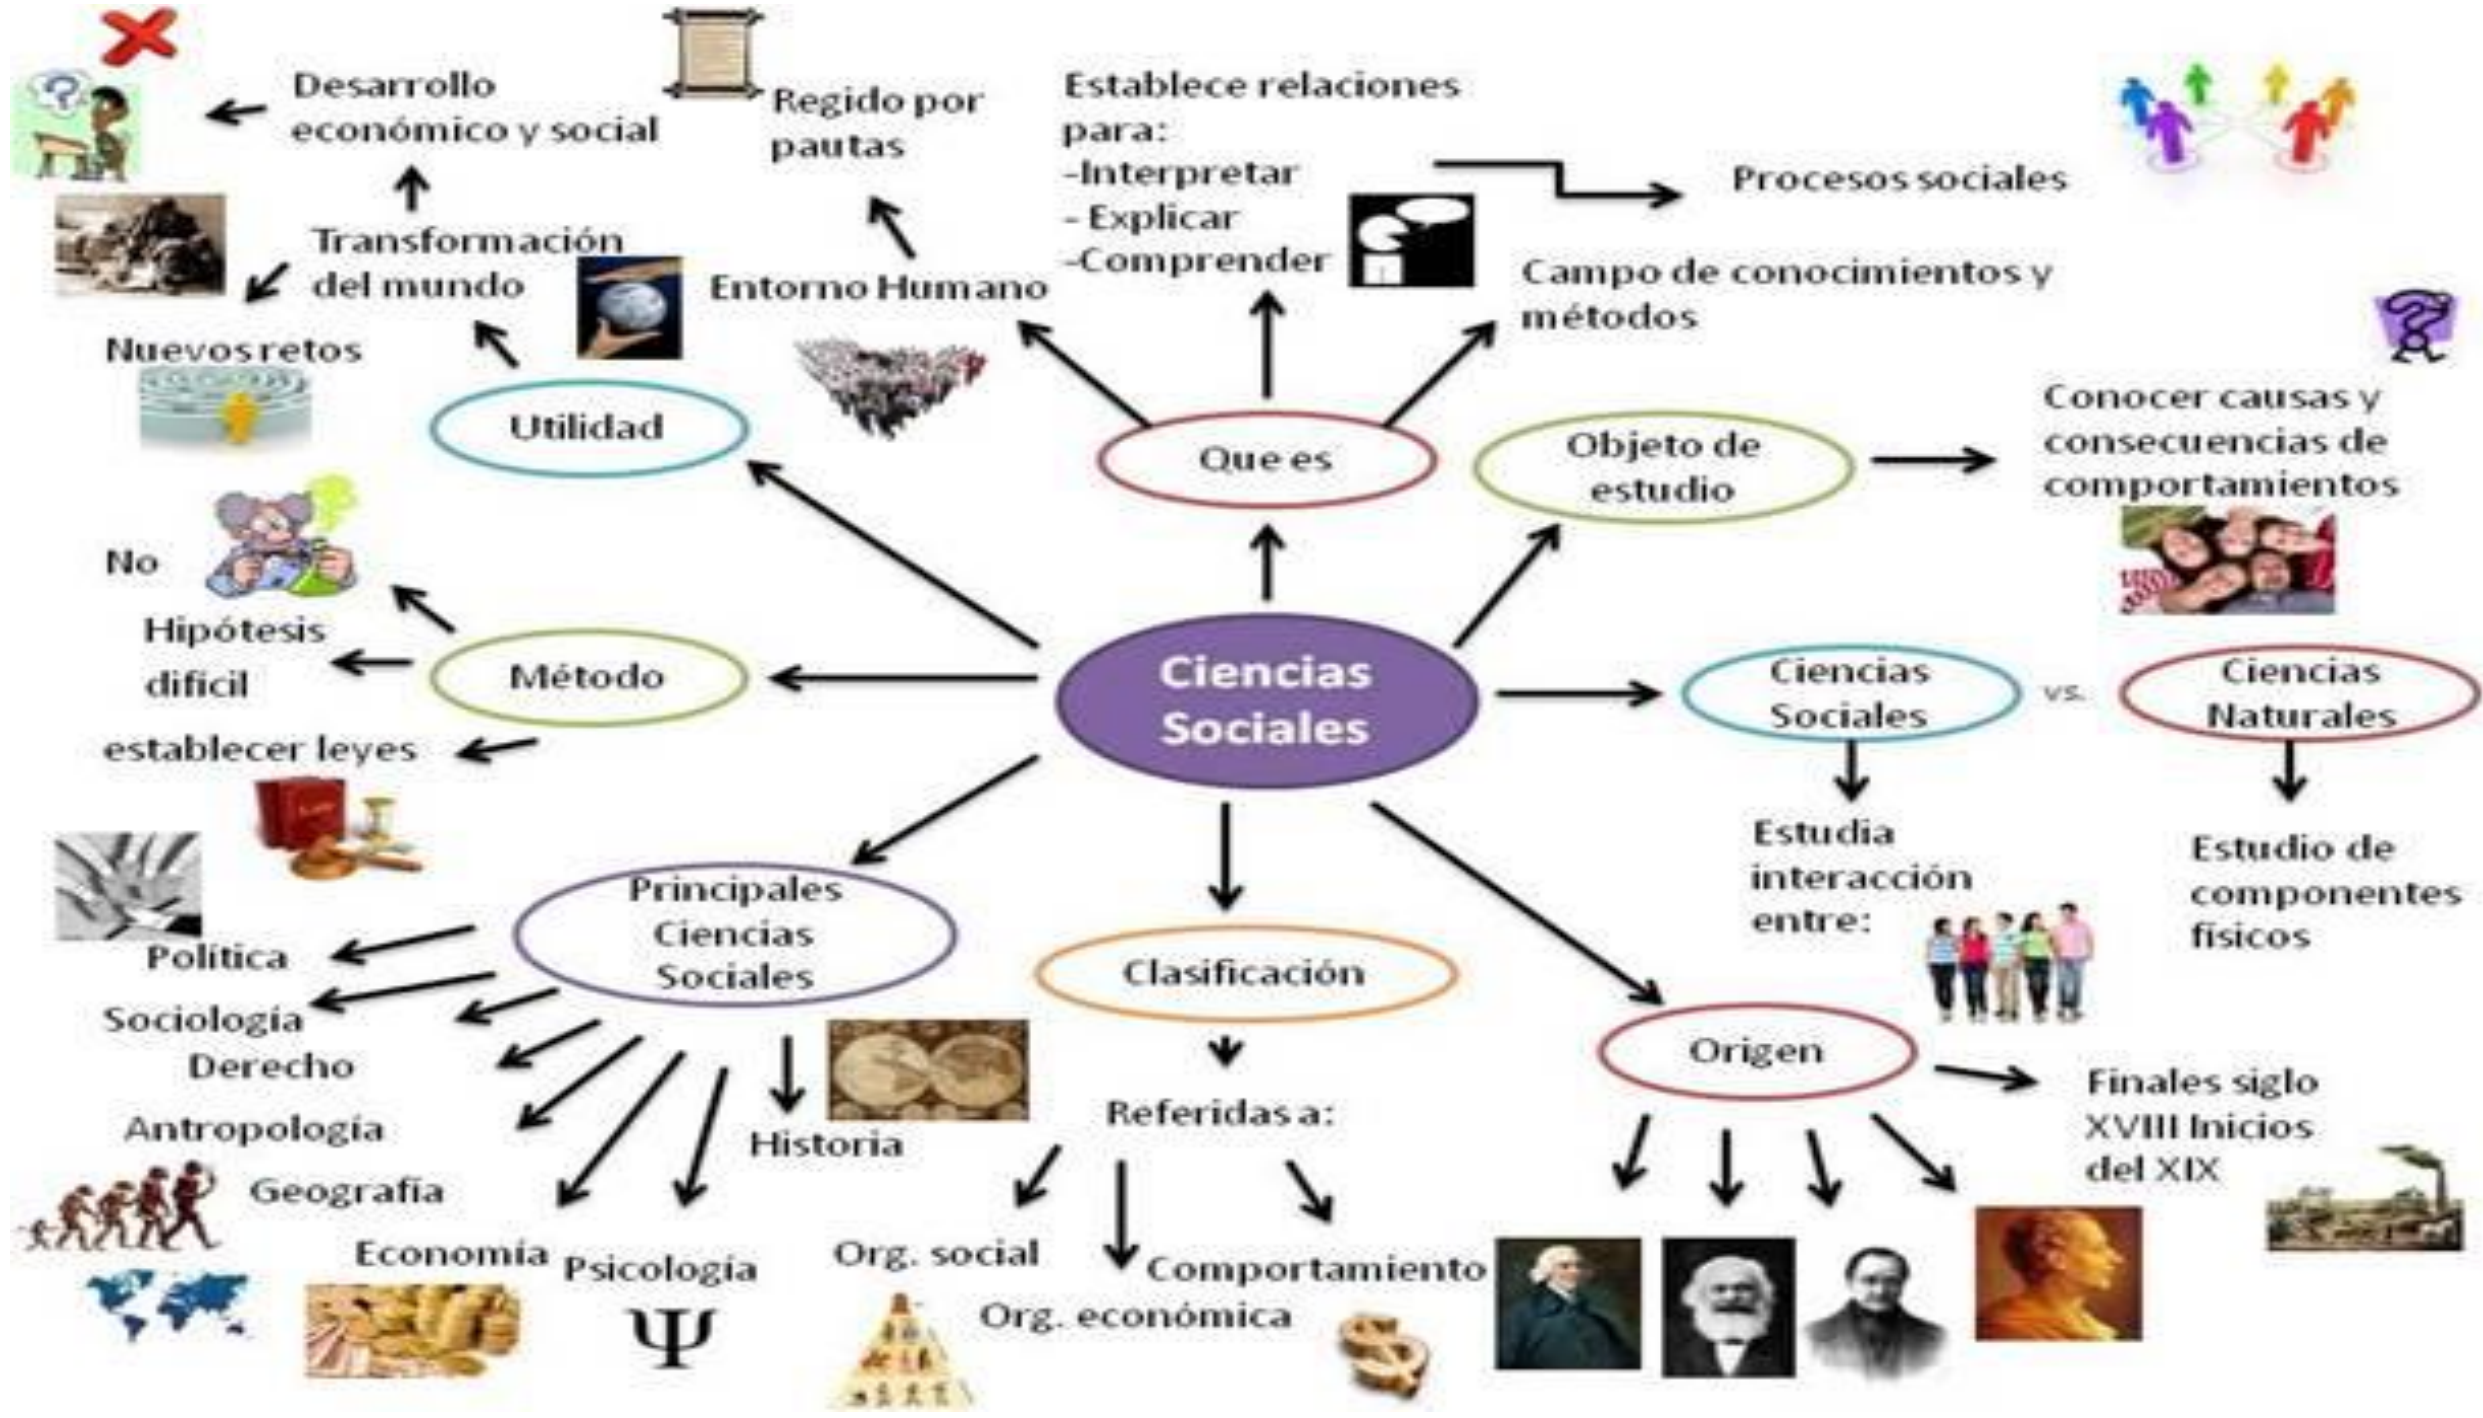 Desarrollo
económico y social
Regido por
pautas
Establece relaciones
para:
-Interpretar
- Explicar
-Comprender
Procesos sociales
Transformación
del mundo
Entorno Humano
Campo de conocimientos y
métodos
Nuevos retos
Utilidad
Que es
Objeto de
estudio
Conocer causas y
consecuencias de
comportamientos
No
Hipótesis
difícil
establecer leyes
Método
Ciencias
Sociales
Ciencias
Sociales
vs.
Ciencias
Naturales
Estudia
interacción
entre:
Estudio de
componentes
físicos
Principales
Ciencias
Sociales
Política
Sociología
Derecho
Antropología
Geografía
Economía
Psicología
Ψ
Historia
Clasificación
Referidas a:
Org. social
Org. económica
Comportamiento
Origen
Finales siglo
XVIII Inicios
del XIX